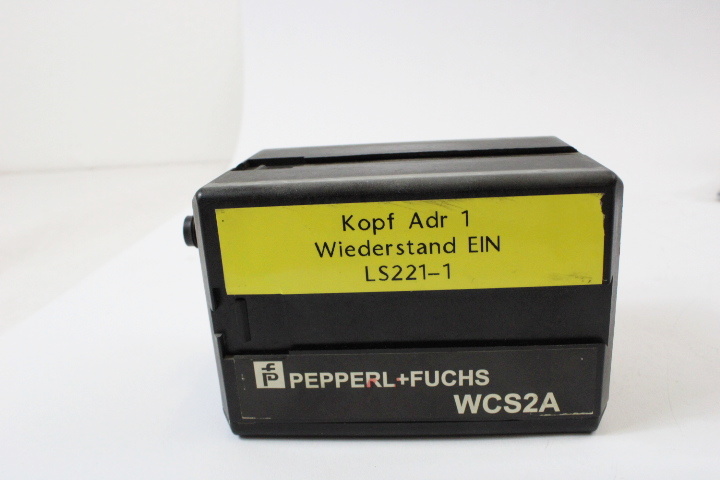 Kopf Adr 1
Wiederstand EIN
LS221-1
PEPPERL+FUCHS
WCS2A